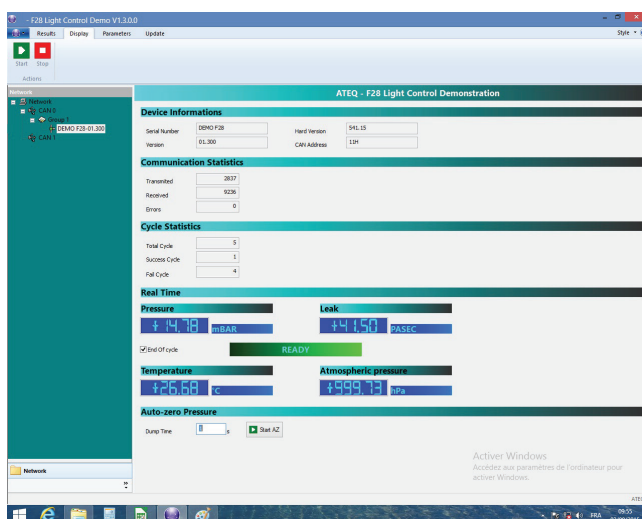 - F28 Light Control Demo V1.3.0.0
Results Display Parameters Update Style
Start Stop
Actions
Network
ATEQ - F28 Light Control Demonstration
Network
CAN 0
Group 1
DEMO F28-01.300
CAN 1
Device Informations
Serial Number DEMO F28 Hard Version 541.15
Version 01.300 CAN Address 11H
Communication Statistics
Transmited 2837
Received 9236
Errors 0
Cycle Statistics
Total Cycle 5
Success Cycle 1
Fail Cycle 4
Real Time
Pressure Leak
+14.78 mBAR +41.50 PASEC
End Of cycle READY
Temperature Atmospheric pressure
+26.68 °C +999.73 hPa
Auto-zero Pressure
Dump Time s Start AZ
Activer Windows
Accédez aux paramètres de l'ordinateur pour
activer Windows.
Network
FRA 09:55